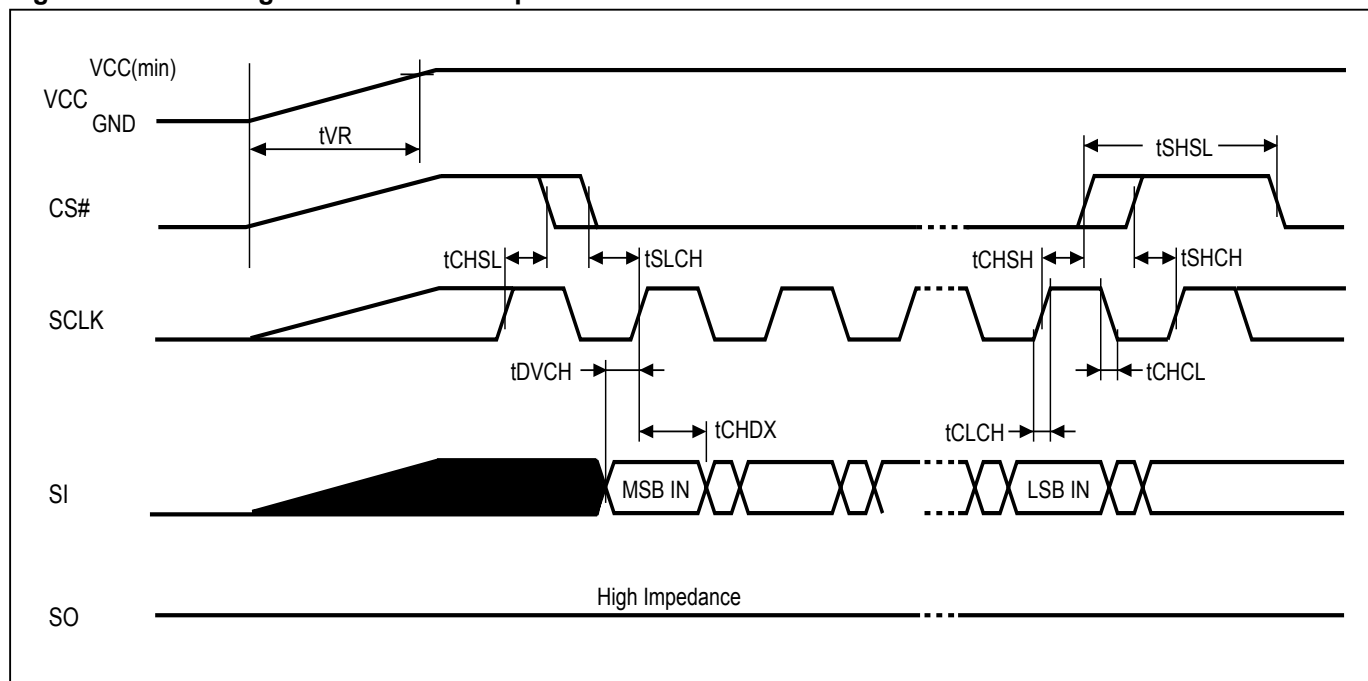 VCC(min)
VCC
GND
tVR
tSHSL
CS#
tCHSL
tSLCH
tCHSH
tSHCH
SCLK
tDVCH
tCHCL
tCHDX
tCLCH
SI
MSB IN
LSB IN
High Impedance
SO